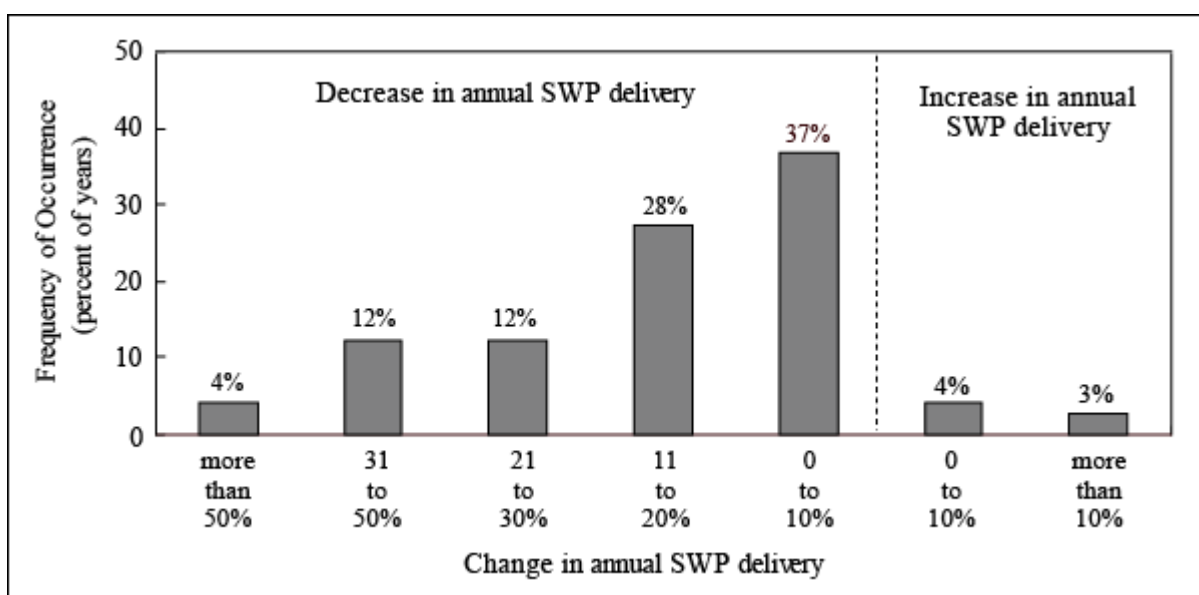 50
40
30
20
10
0
Frequency of Occurrence
(percent of years)
Decrease in annual SWP delivery
Increase in annual
SWP delivery
4%
12%
12%
28%
37%
4%
3%
more
than
50%
31
to
50%
21
to
30%
11
to
20%
0
to
10%
0
to
10%
more
than
10%
Change in annual SWP delivery